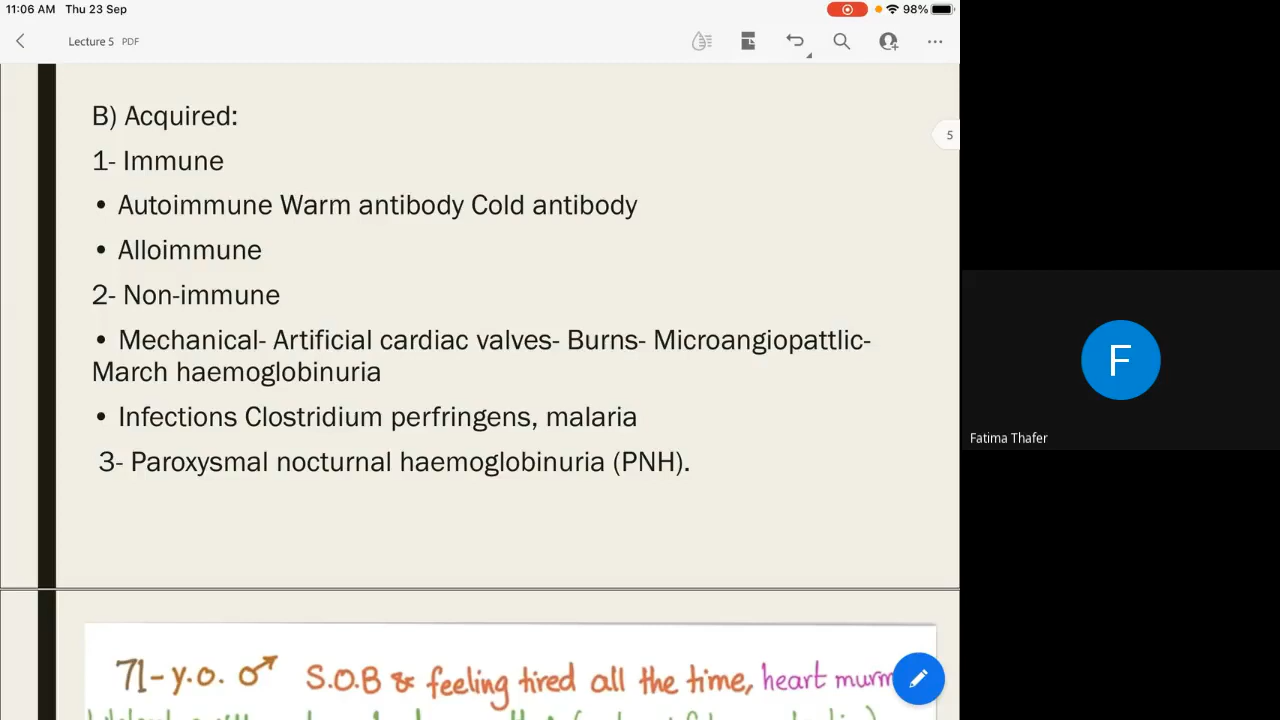 11:06 AM Thu 23 Sep
98%
Lecture 5 PDF
B) Acquired:
1- Immune
• Autoimmune Warm antibody Cold antibody
• Alloimmune
2- Non-immune
• Mechanical- Artificial cardiac valves- Burns- Microangiopattlic-
March haemoglobinuria
• Infections Clostridium perfringens, malaria
3- Paroxysmal nocturnal haemoglobinuria (PNH).
5
71-y.o. ♂ S.O.B & feeling tired all the time, heart
F
Fatima Thafer